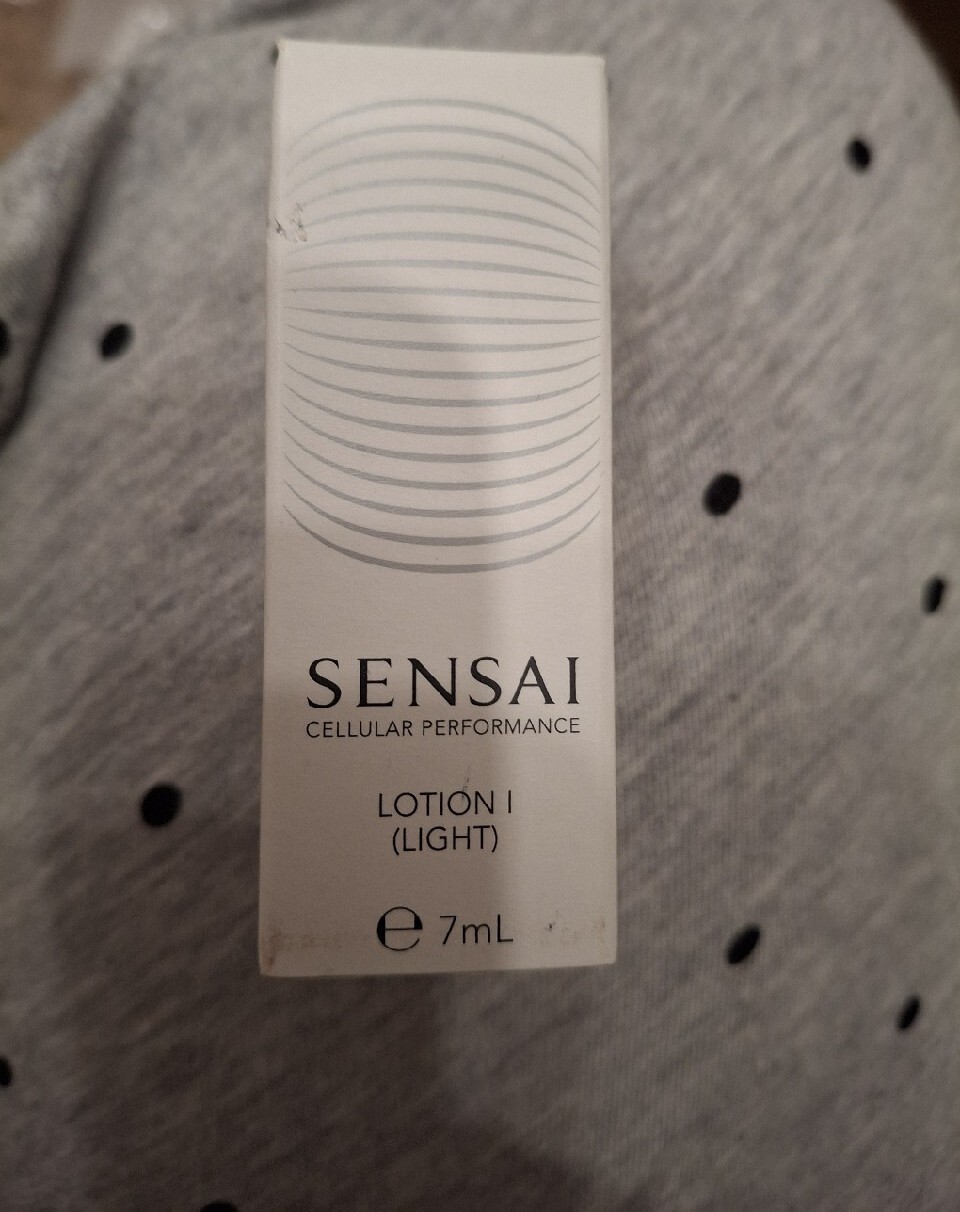 SENSAI
CELLULAR PERFORMANCE
LOTION I
(LIGHT)
℮ 7mL